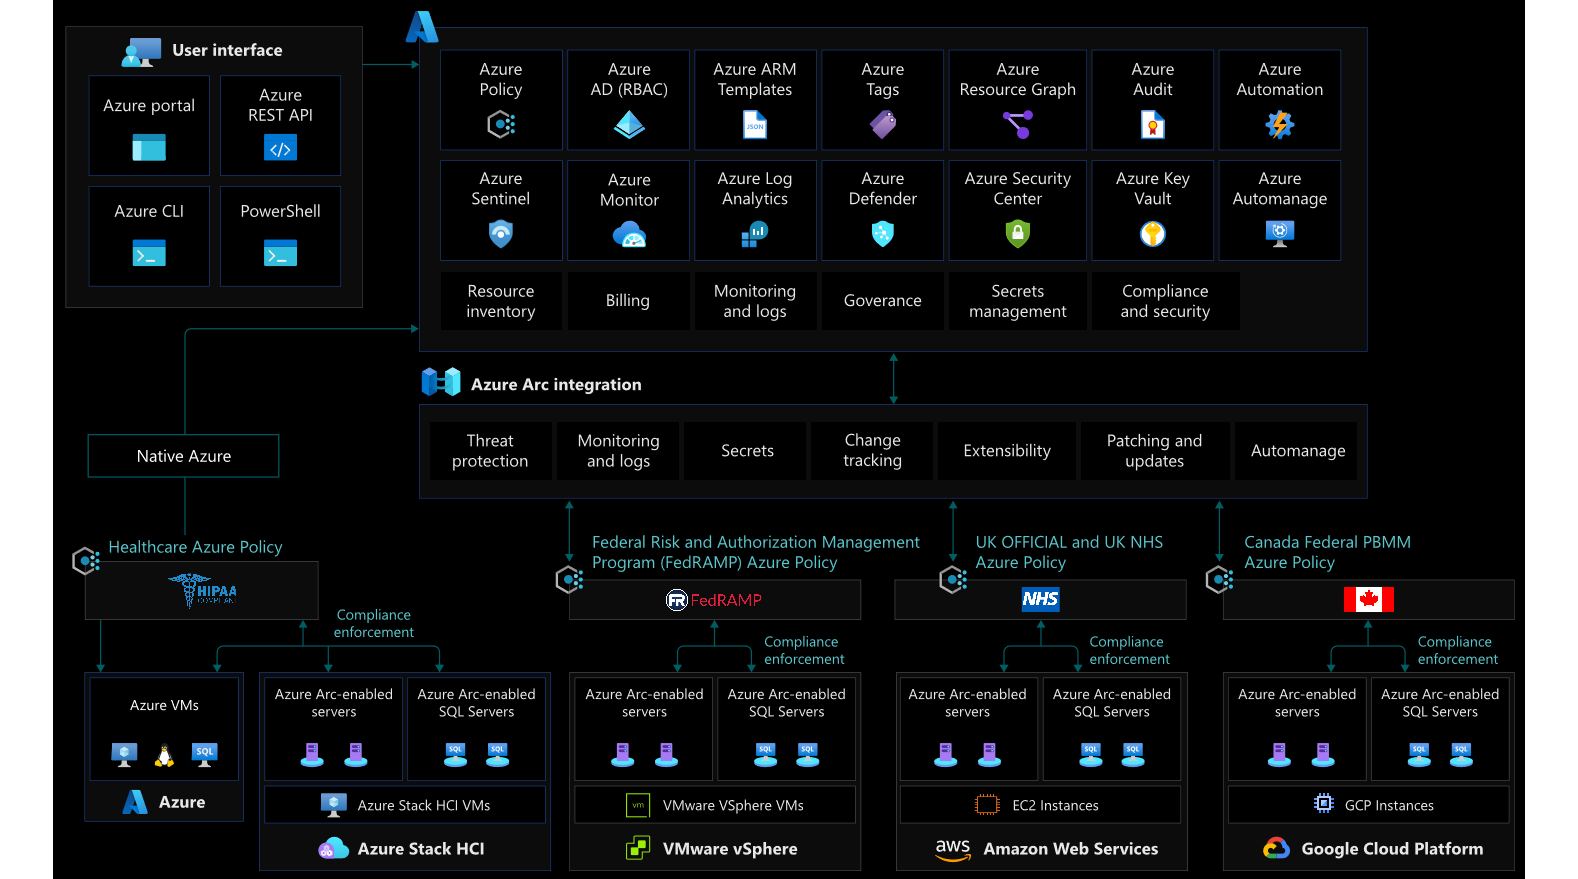 User interface
Azure portal
Azure
REST API
Azure CLI
PowerShell
Azure
Policy
Azure
AD (RBAC)
Azure ARM
Templates
JSON
Azure
Tags
Azure
Resource Graph
Azure
Audit
Azure
Automation
Azure
Sentinel
Azure
Monitor
Azure Log
Analytics
Azure
Defender
Azure Security
Center
Azure Key
Vault
Azure
Automanage
Resource
inventory
Billing
Monitoring
and logs
Goverance
Secrets
management
Compliance
and security
Azure Arc integration
Threat
protection
Monitoring
and logs
Secrets
Change
tracking
Extensibility
Patching and
updates
Automanage
Native Azure
Healthcare Azure Policy
HIPAA
COMPLIANT
Federal Risk and Authorization Management
Program (FedRAMP) Azure Policy
FR FedRAMP
UK OFFICIAL and UK NHS
Azure Policy
NHS
Canada Federal PBMM
Azure Policy
Compliance
enforcement
Compliance
enforcement
Compliance
enforcement
Compliance
enforcement
Azure VMs
SQL
Azure
Azure Arc-enabled
servers
Azure Arc-enabled
SQL Servers
SQL SQL
Azure Stack HCI VMs
Azure Stack HCI
Azure Arc-enabled
servers
Azure Arc-enabled
SQL Servers
SQL SQL
vm VMware VSphere VMs
VMware vSphere
Azure Arc-enabled
servers
Azure Arc-enabled
SQL Servers
SQL SQL
EC2 Instances
aws Amazon Web Services
Azure Arc-enabled
servers
Azure Arc-enabled
SQL Servers
SQL SQL
GCP Instances
Google Cloud Platform